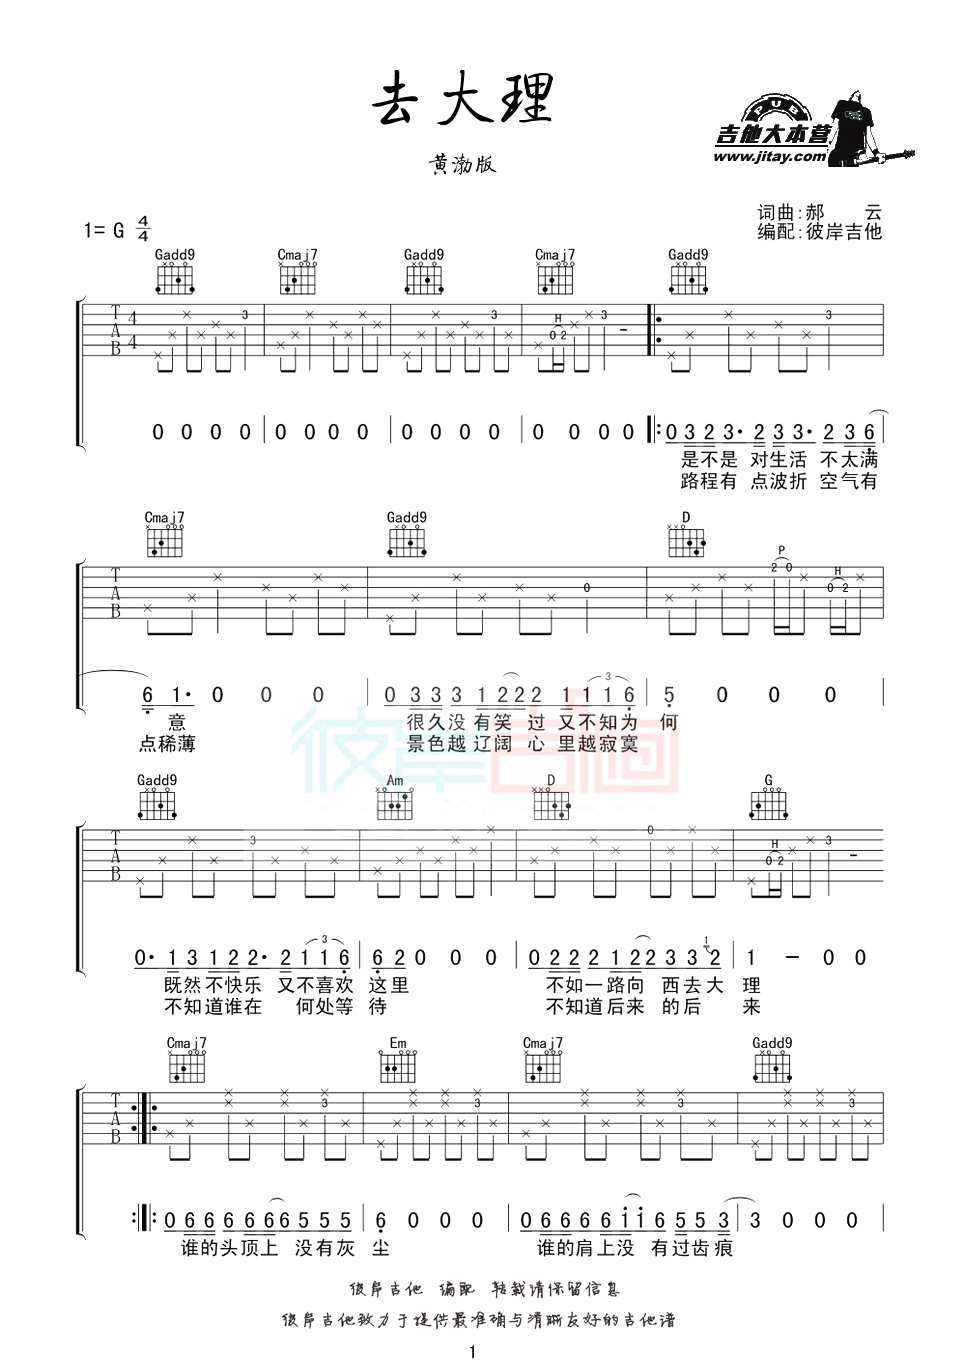 去大理
黄渤版
PUB
吉他大本营
www.jitay.com
词曲:郝 云
编配:彼岸吉他
1= G 4/4
Gadd9 Cmaj7 Gadd9 Cmaj7 Gadd9
T A B 4 4 3 3 H 0 2 3 - 3
0 0 0 0 0 0 0 0 0 0 0 0 0 0 0 0 0 3 2 3· 2 3 3· 2 3 6
是不是 对生活 不太满
路程有 点波折 空气有
Cmaj7 Gadd9 D
T A B 0 P 2 0 H 0 2
6 1· 0 0 0 0 3 3 3 1 2 2 2 1 1 1 6 5 0 0 0
意 很久没有笑 过 又不知为 何
点稀薄 景色越辽阔 心 里越寂寞
彼岸吉他
Gadd9 Am D G
T A B 3 0 H 0 2 3 -
0· 1 3 1 2 2· 2 1 1 6 6 2 0 0 0 0 2 2 2 1 2 2 3 3 1 2 1 - 0 0
既然不快乐 又不喜欢 这里 不如一路向 西去大 理
不知道谁在 何处等 待 不知道后来 的后 来
Cmaj7 Em Cmaj7 Gadd9
T A B 3 3 3 3
0 6 6 6 6 6 6 6 5 5 5 6 0 0 0 0 6 6 6 6 1 1 6 5 5 3 3 0 0 0
谁的头顶上 没有灰 尘 谁的肩上没 有过齿痕
彼岸吉他 编配 转载请保留信息
彼岸吉他致力于提供最准确与清晰友好的吉他谱
1